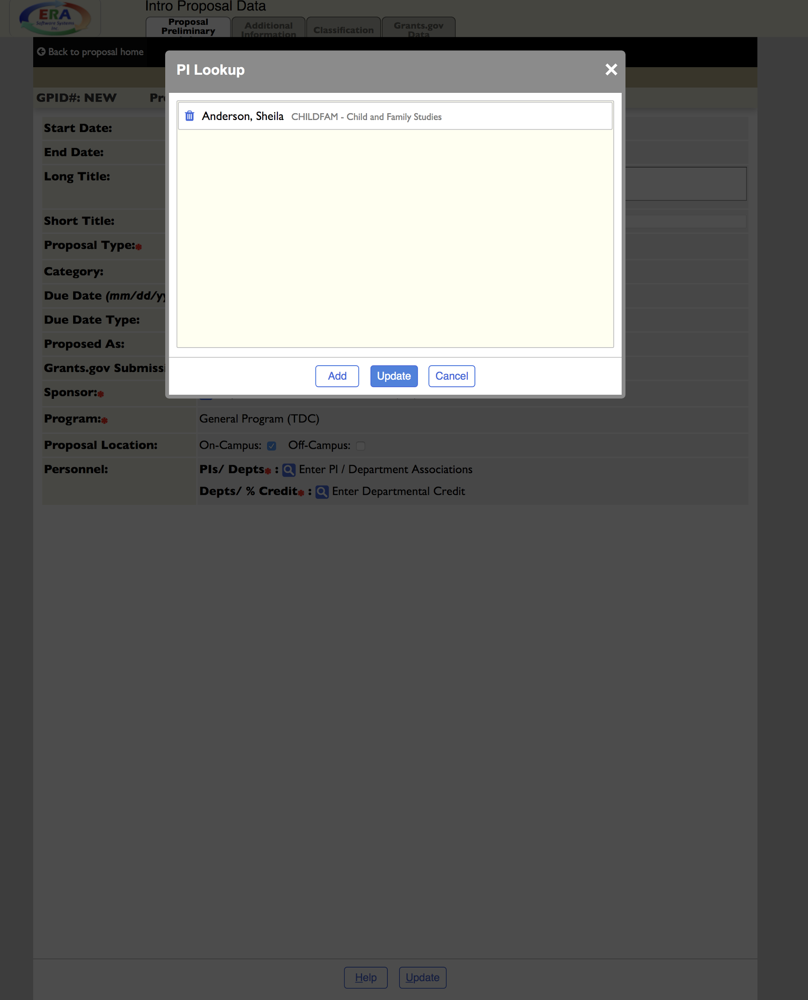 ERA
Software Systems
Inc.
Intro Proposal Data
Proposal
Preliminary
Additional
Information
Classification
Grants.gov
Data
Back to proposal home
PI Lookup
GPID#: NEW
Anderson, Sheila CHILDFAM - Child and Family Studies
Start Date:
End Date:
Long Title:
Short Title:
Proposal Type:*
Category:
Due Date (mm/dd/yy
Due Date Type:
Proposed As:
Grants.gov Submissi
Add Update Cancel
Sponsor:*
Program:* General Program (TDC)
Proposal Location: On-Campus: Off-Campus:
Personnel: PIs/ Depts* : Enter PI / Department Associations
Depts/ % Credit* : Enter Departmental Credit
Help Update